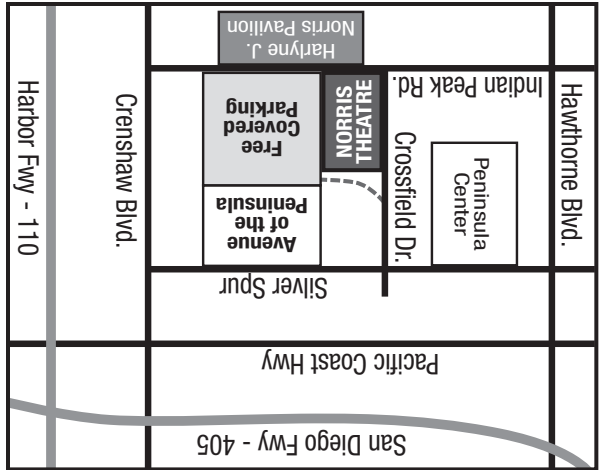 San Diego Fwy - 405
Pacific Coast Hwy
Silver Spur
Avenue
of the
Peninsula
Free
Covered
Parking
NORRIS
THEATRE
Harlyne J.
Norris Pavilion
Indian Peak Rd.
Crossfield Dr.
Peninsula
Center
Hawthorne Blvd.
Crenshaw Blvd.
Harbor Fwy - 110